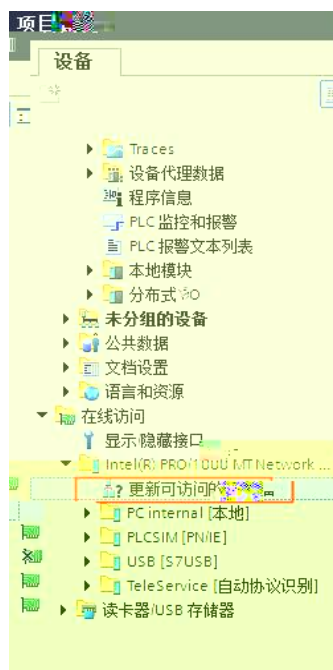 项目
设备
Traces
设备代理数据
程序信息
PLC 监控和报警
PLC 报警文本列表
本地模块
分布式 I/O
未分组的设备
公共数据
文档设置
语言和资源
在线访问
显示/隐藏接口
Intel(R) PRO/1000 MT Network ...
更新可访问的
PC internal [本地]
PLCSIM [PN/IE]
USB [S7USB]
TeleService [自动协议识别]
读卡器/USB 存储器